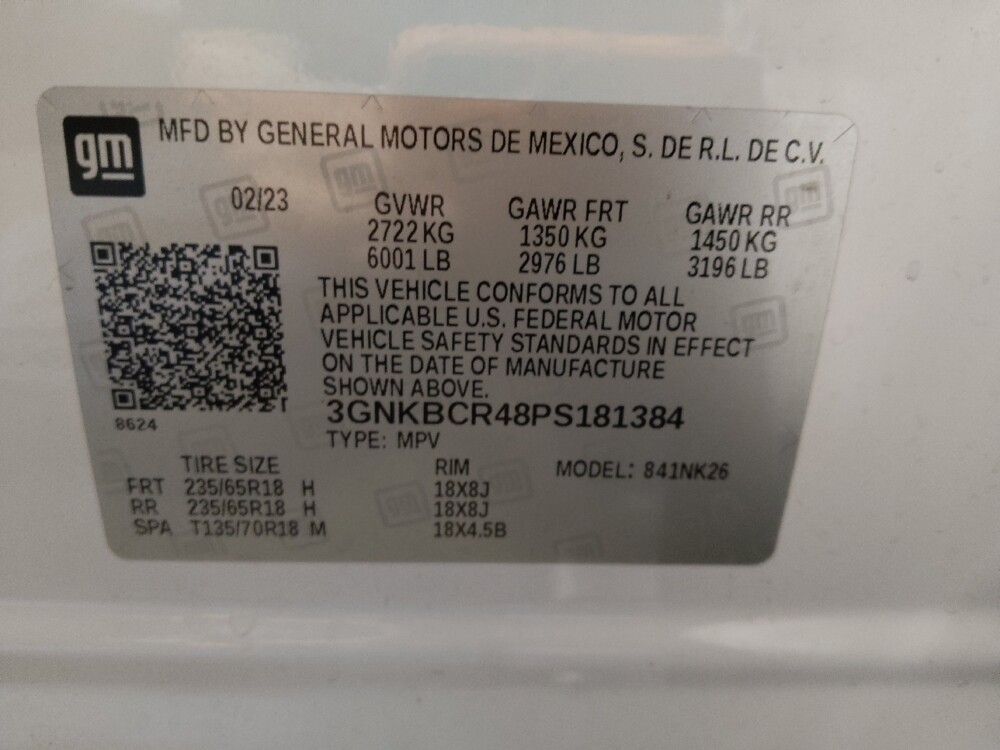 gm MFD BY GENERAL MOTORS DE MEXICO, S. DE R.L. DE C.V.
02/23 GVWR GAWR FRT GAWR RR
2722 KG 1350 KG 1450 KG
6001 LB 2976 LB 3196 LB
THIS VEHICLE CONFORMS TO ALL
APPLICABLE U.S. FEDERAL MOTOR
VEHICLE SAFETY STANDARDS IN EFFECT
ON THE DATE OF MANUFACTURE
SHOWN ABOVE.
3GNKBCR48PS181384
8624
TYPE: MPV
TIRE SIZE RIM MODEL: 841NK26
FRT 235/65R18 H 18X8J
RR 235/65R18 H 18X8J
SPA T135/70R18 M 18X4.5B